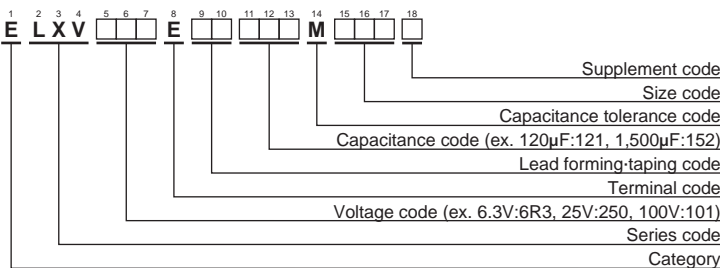 1 2 3 4 5 6 7 8 9 10 11 12 13 14 15 16 17 18
E L X V E M
Supplement code
Size code
Capacitance tolerance code
Capacitance code (ex. 120µF:121, 1,500µF:152)
Lead forming·taping code
Terminal code
Voltage code (ex. 6.3V:6R3, 25V:250, 100V:101)
Series code
Category